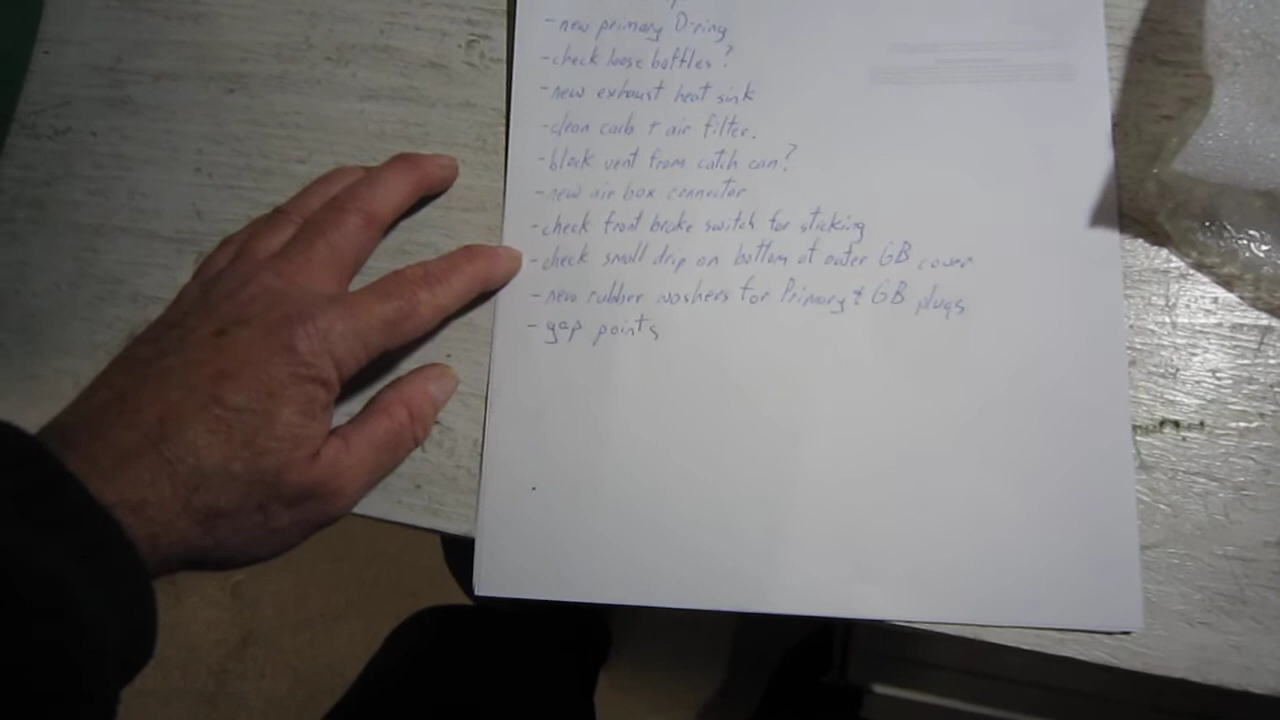 - new primary O-ring
- check loose baffles?
- new exhaust heat sink
- clean carb + air filter.
- block vent from catch can?
- new air box connector
- check front brake switch for sticking
- check small drip on bottom of outer GB cover
- new rubber washers for Primary & GB plugs
- gap points